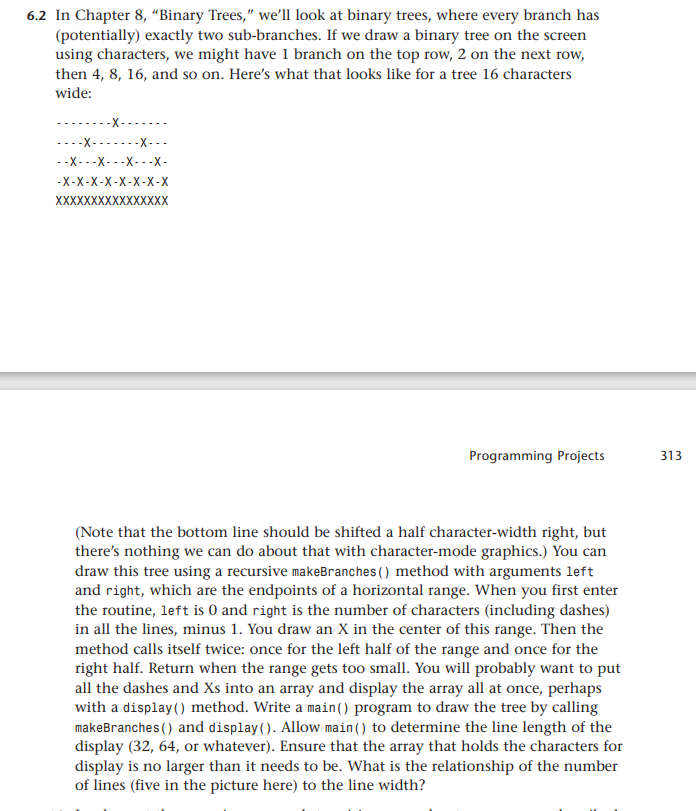 6.2 In Chapter 8, “Binary Trees,” we’ll look at binary trees, where every branch has
(potentially) exactly two sub-branches. If we draw a binary tree on the screen
using characters, we might have 1 branch on the top row, 2 on the next row,
then 4, 8, 16, and so on. Here’s what that looks like for a tree 16 characters
wide:
--------X-------
----X-------X---
--X---X---X---X-
-X-X-X-X-X-X-X-X
XXXXXXXXXXXXXXXX
Programming Projects 313
(Note that the bottom line should be shifted a half character-width right, but
there’s nothing we can do about that with character-mode graphics.) You can
draw this tree using a recursive makeBranches() method with arguments left
and right, which are the endpoints of a horizontal range. When you first enter
the routine, left is 0 and right is the number of characters (including dashes)
in all the lines, minus 1. You draw an X in the center of this range. Then the
method calls itself twice: once for the left half of the range and once for the
right half. Return when the range gets too small. You will probably want to put
all the dashes and Xs into an array and display the array all at once, perhaps
with a display() method. Write a main() program to draw the tree by calling
makeBranches() and display(). Allow main() to determine the line length of the
display (32, 64, or whatever). Ensure that the array that holds the characters for
display is no larger than it needs to be. What is the relationship of the number
of lines (five in the picture here) to the line width?